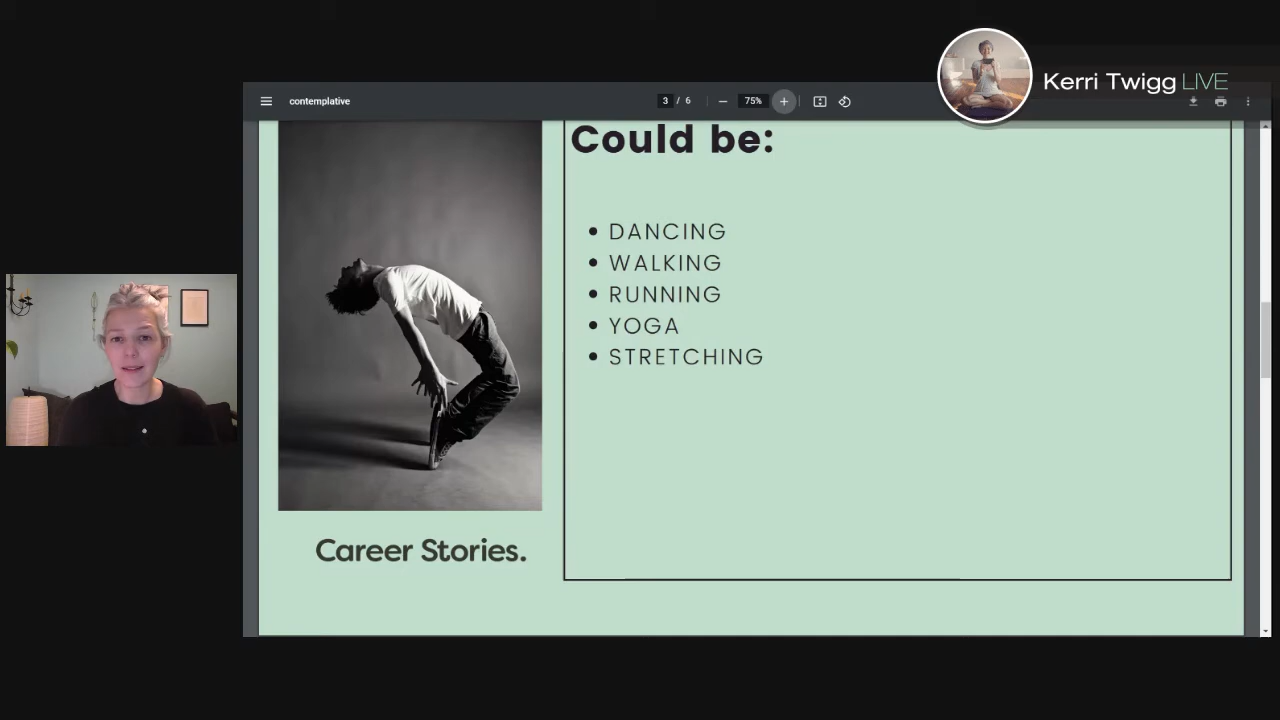 Kerri Twigg LIVE
contemplative
3 / 6
75%
Could be:
DANCING
WALKING
RUNNING
YOGA
STRETCHING
Career Stories.